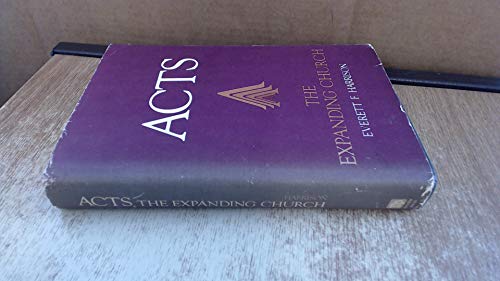 ACTS
THE
EXPANDING CHURCH
EVERETT F. HARRISON
ACTS, THE EXPANDING CHURCH
HARRISON